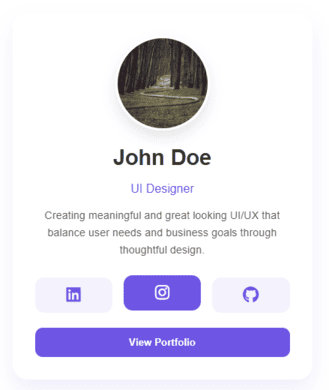 John Doe
UI Designer
Creating meaningful and great looking UI/UX that
balance user needs and business goals through
thoughtful design.
View Portfolio